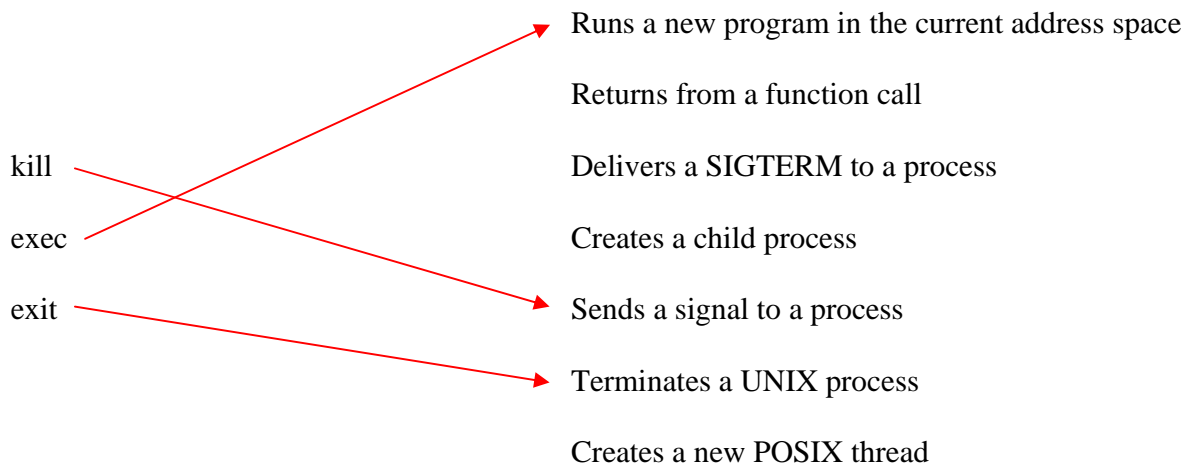 Runs a new program in the current address space
Returns from a function call
kill
Delivers a SIGTERM to a process
exec
Creates a child process
exit
Sends a signal to a process
Terminates a UNIX process
Creates a new POSIX thread